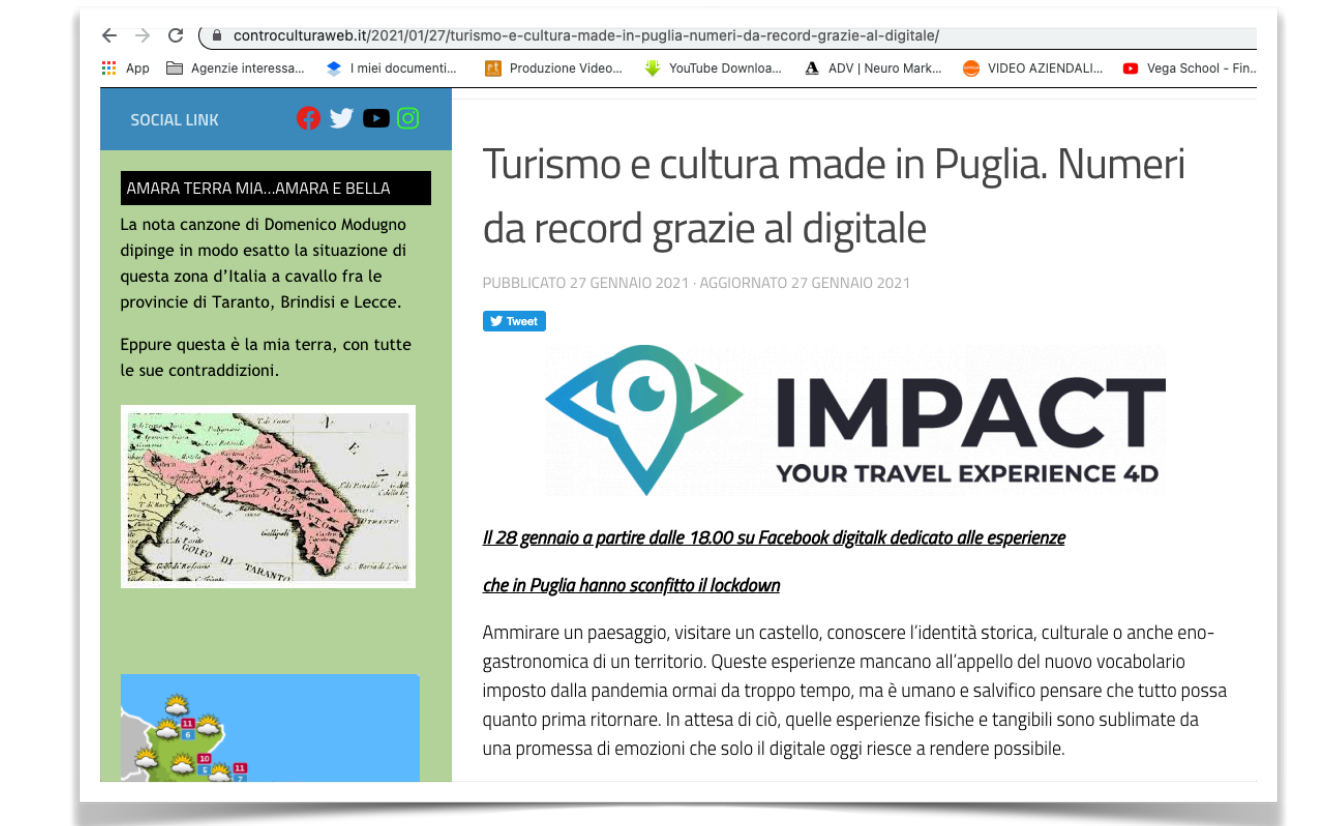 controculturaweb.it/2021/01/27/turismo-e-cultura-made-in-puglia-numeri-da-record-grazie-al-digitale/
App Agenzie interessa... I miei documenti... Produzione Video... YouTube Downloa... ADV | Neuro Mark... VIDEO AZIENDALI... Vega School - Fin...
SOCIAL LINK
AMARA TERRA MIA...AMARA E BELLA
La nota canzone di Domenico Modugno
dipinge in modo esatto la situazione di
questa zona d'Italia a cavallo fra le
provincie di Taranto, Brindisi e Lecce.
Eppure questa è la mia terra, con tutte
le sue contraddizioni.
GOLFO DI TARANTO
11
6
10
5
11
7
Turismo e cultura made in Puglia. Numeri
da record grazie al digitale
PUBBLICATO 27 GENNAIO 2021 · AGGIORNATO 27 GENNAIO 2021
Tweet
IMPACT
YOUR TRAVEL EXPERIENCE 4D
Il 28 gennaio a partire dalle 18.00 su Facebook digitalk dedicato alle esperienze
che in Puglia hanno sconfitto il lockdown
Ammirare un paesaggio, visitare un castello, conoscere l'identità storica, culturale o anche eno-
gastronomica di un territorio. Queste esperienze mancano all'appello del nuovo vocabolario
imposto dalla pandemia ormai da troppo tempo, ma è umano e salvifico pensare che tutto possa
quanto prima ritornare. In attesa di ciò, quelle esperienze fisiche e tangibili sono sublimate da
una promessa di emozioni che solo il digitale oggi riesce a rendere possibile.